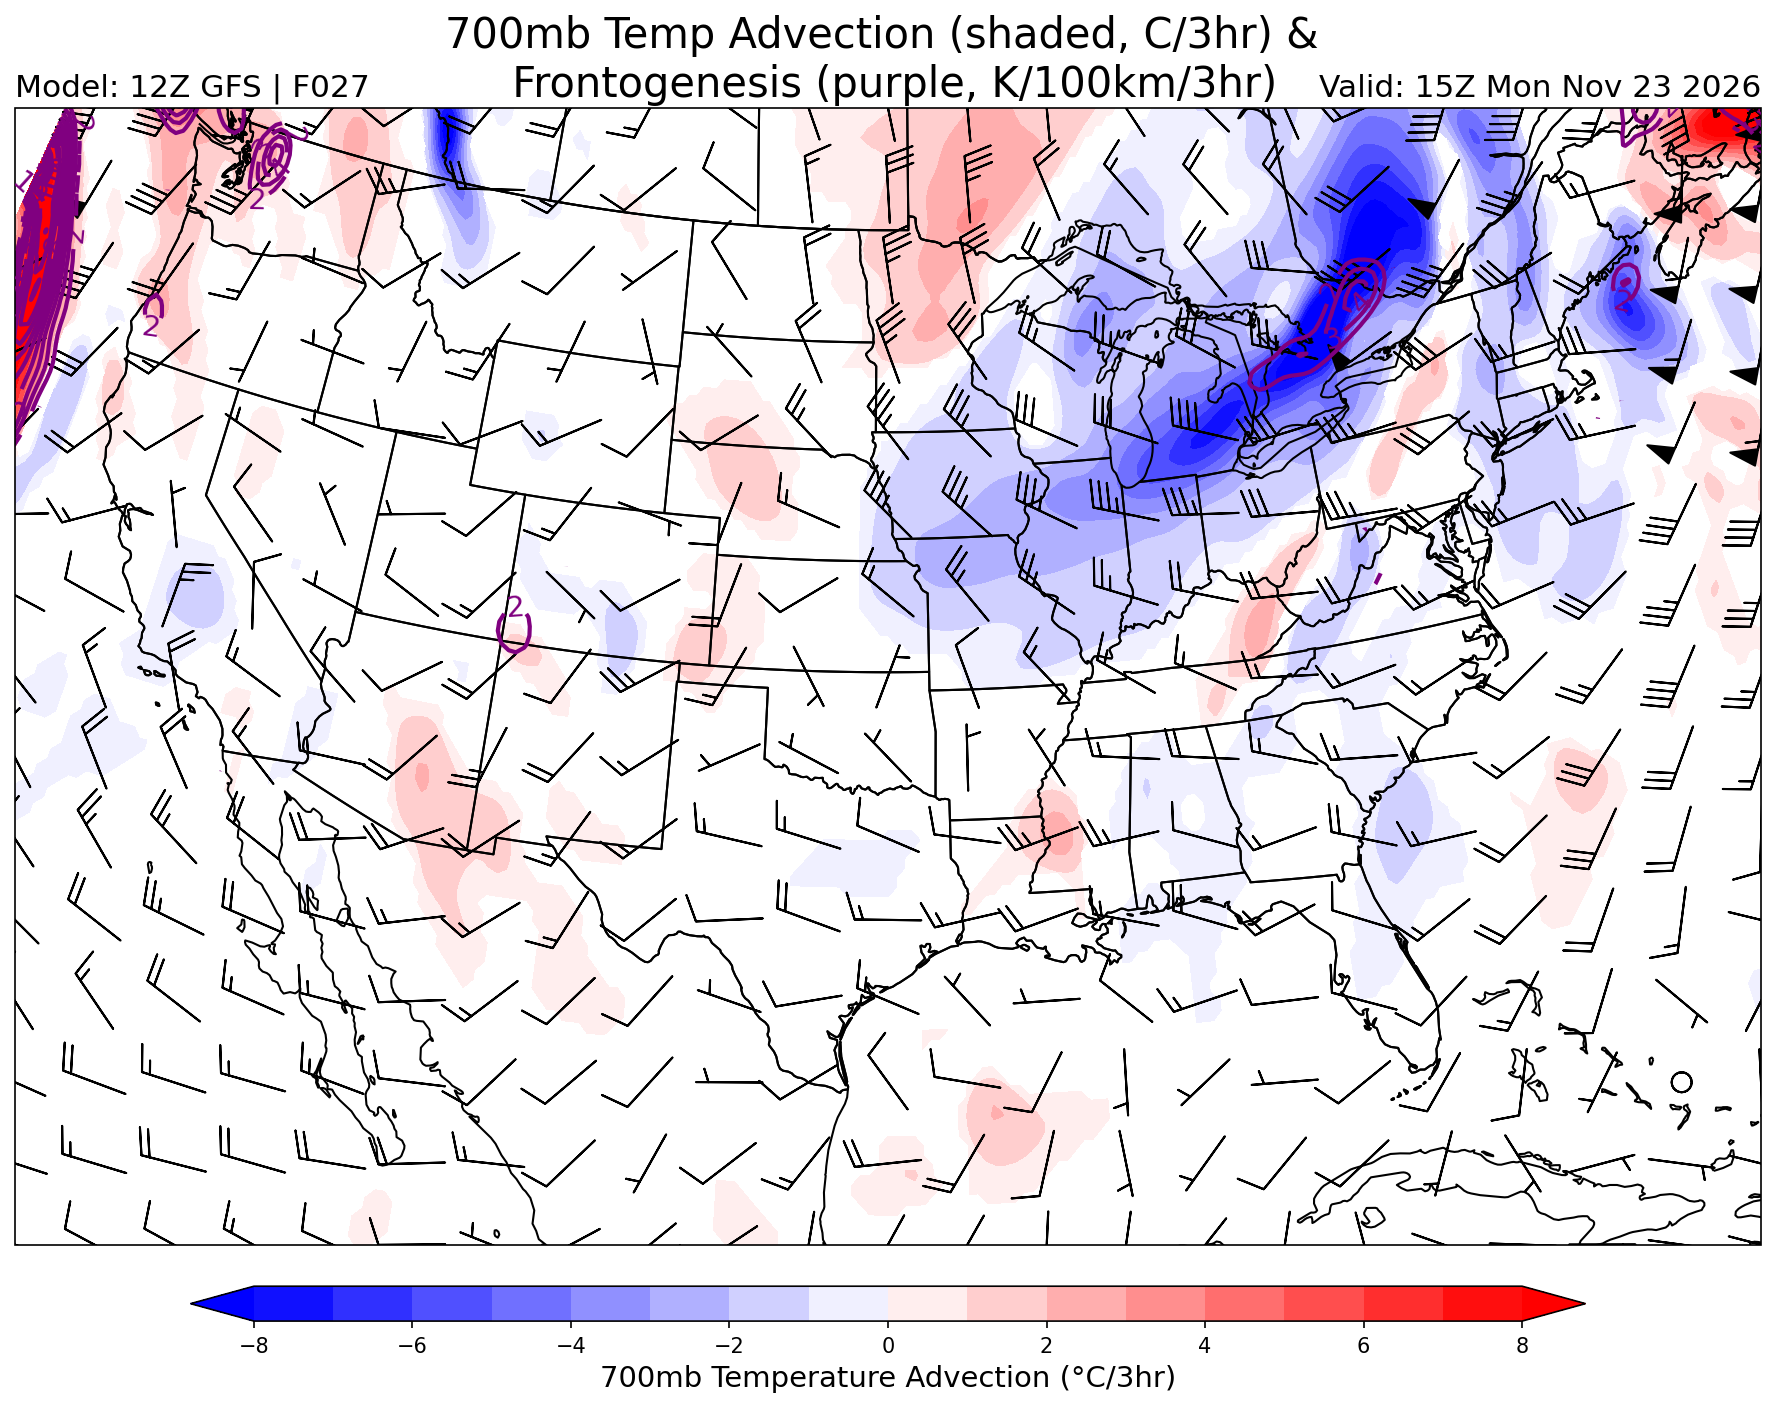 700mb Temp Advection (shaded, C/3hr) &
Model: 12Z GFS | F027
Frontogenesis (purple, K/100km/3hr)
Valid: 15Z Mon Nov 23 2026
2
2
2
2
2
−8
−6
−4
−2
0
2
4
6
8
700mb Temperature Advection (°C/3hr)